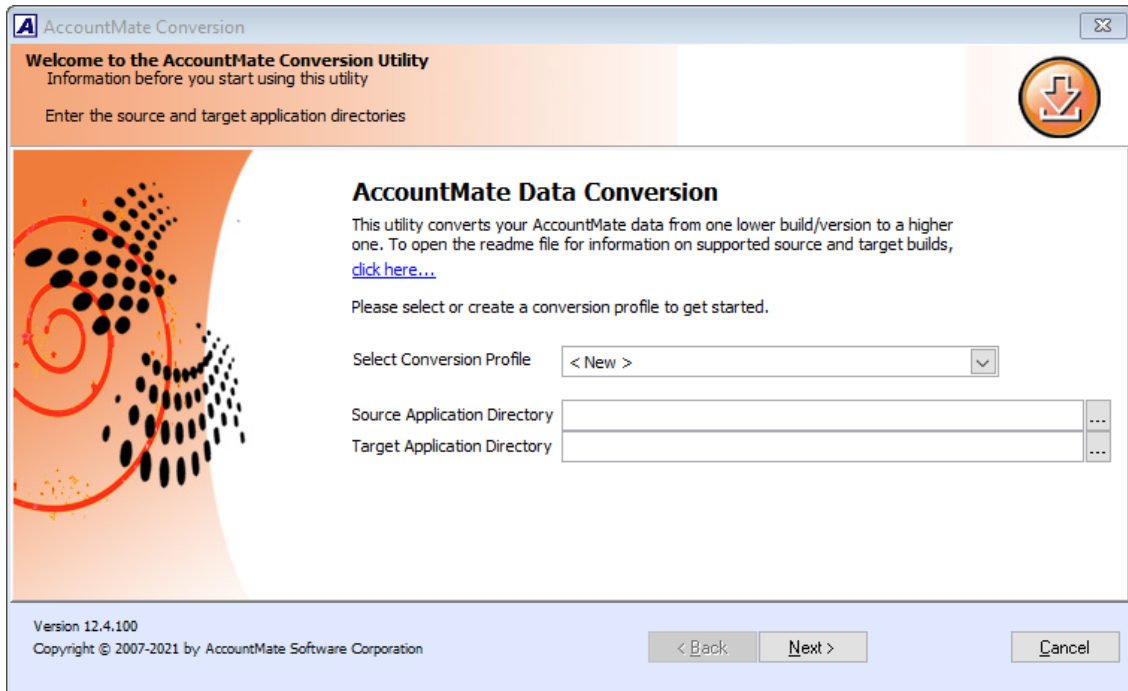 AccountMate Conversion
Welcome to the AccountMate Conversion Utility
Information before you start using this utility
Enter the source and target application directories
AccountMate Data Conversion
This utility converts your AccountMate data from one lower build/version to a higher
one. To open the readme file for information on supported source and target builds,
click here...
Please select or create a conversion profile to get started.
Select Conversion Profile < New >
Source Application Directory ...
Target Application Directory ...
Version 12.4.100
Copyright © 2007-2021 by AccountMate Software Corporation
< Back Next > Cancel